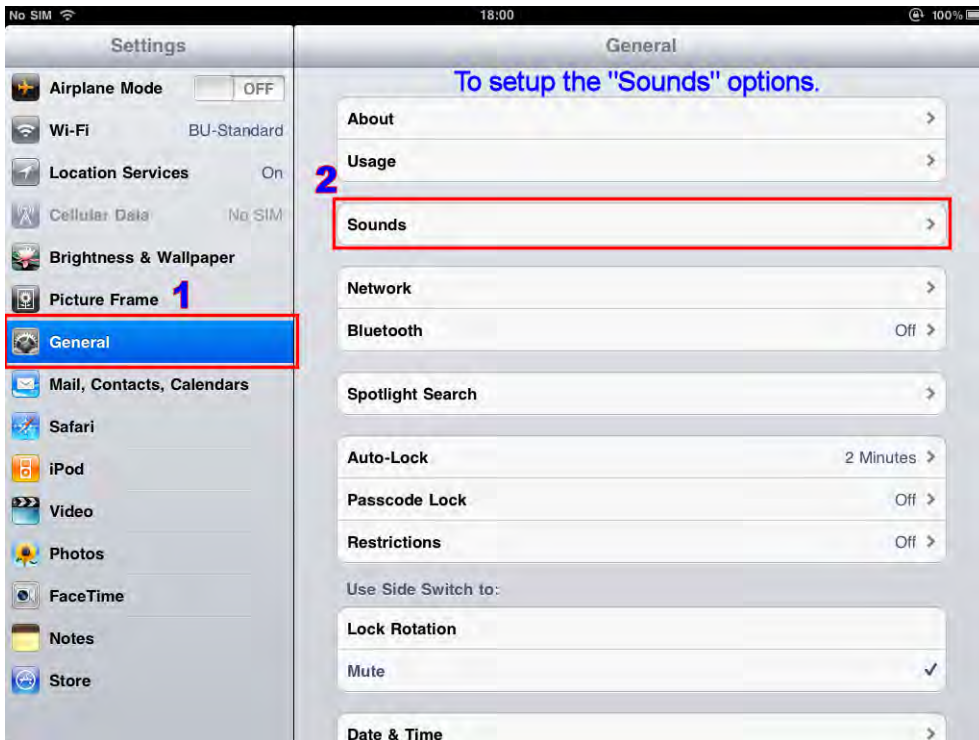 No SIM 18:00 100%
Settings
General
To setup the "Sounds" options.
Airplane Mode OFF
Wi-Fi BU-Standard
Location Services On
Cellular Data No SIM
Brightness & Wallpaper
Picture Frame 1
General
Mail, Contacts, Calendars
Safari
iPod
Video
Photos
FaceTime
Notes
Store
About
Usage
2
Sounds
Network
Bluetooth Off
Spotlight Search
Auto-Lock 2 Minutes
Passcode Lock Off
Restrictions Off
Use Side Switch to:
Lock Rotation
Mute
Date & Time